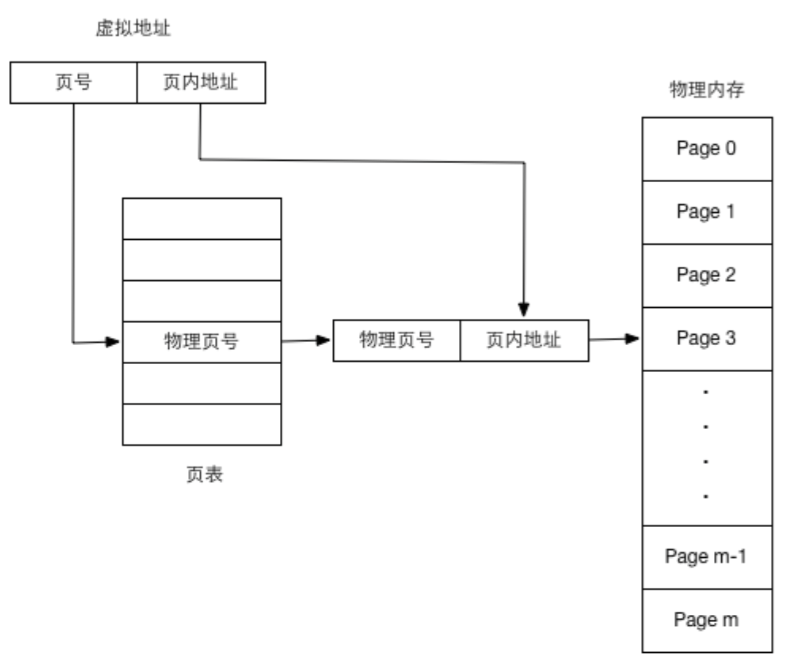 虚拟地址
页号
页内地址
物理内存
Page 0
Page 1
Page 2
物理页号
物理页号
页内地址
Page 3
页表
Page m-1
Page m